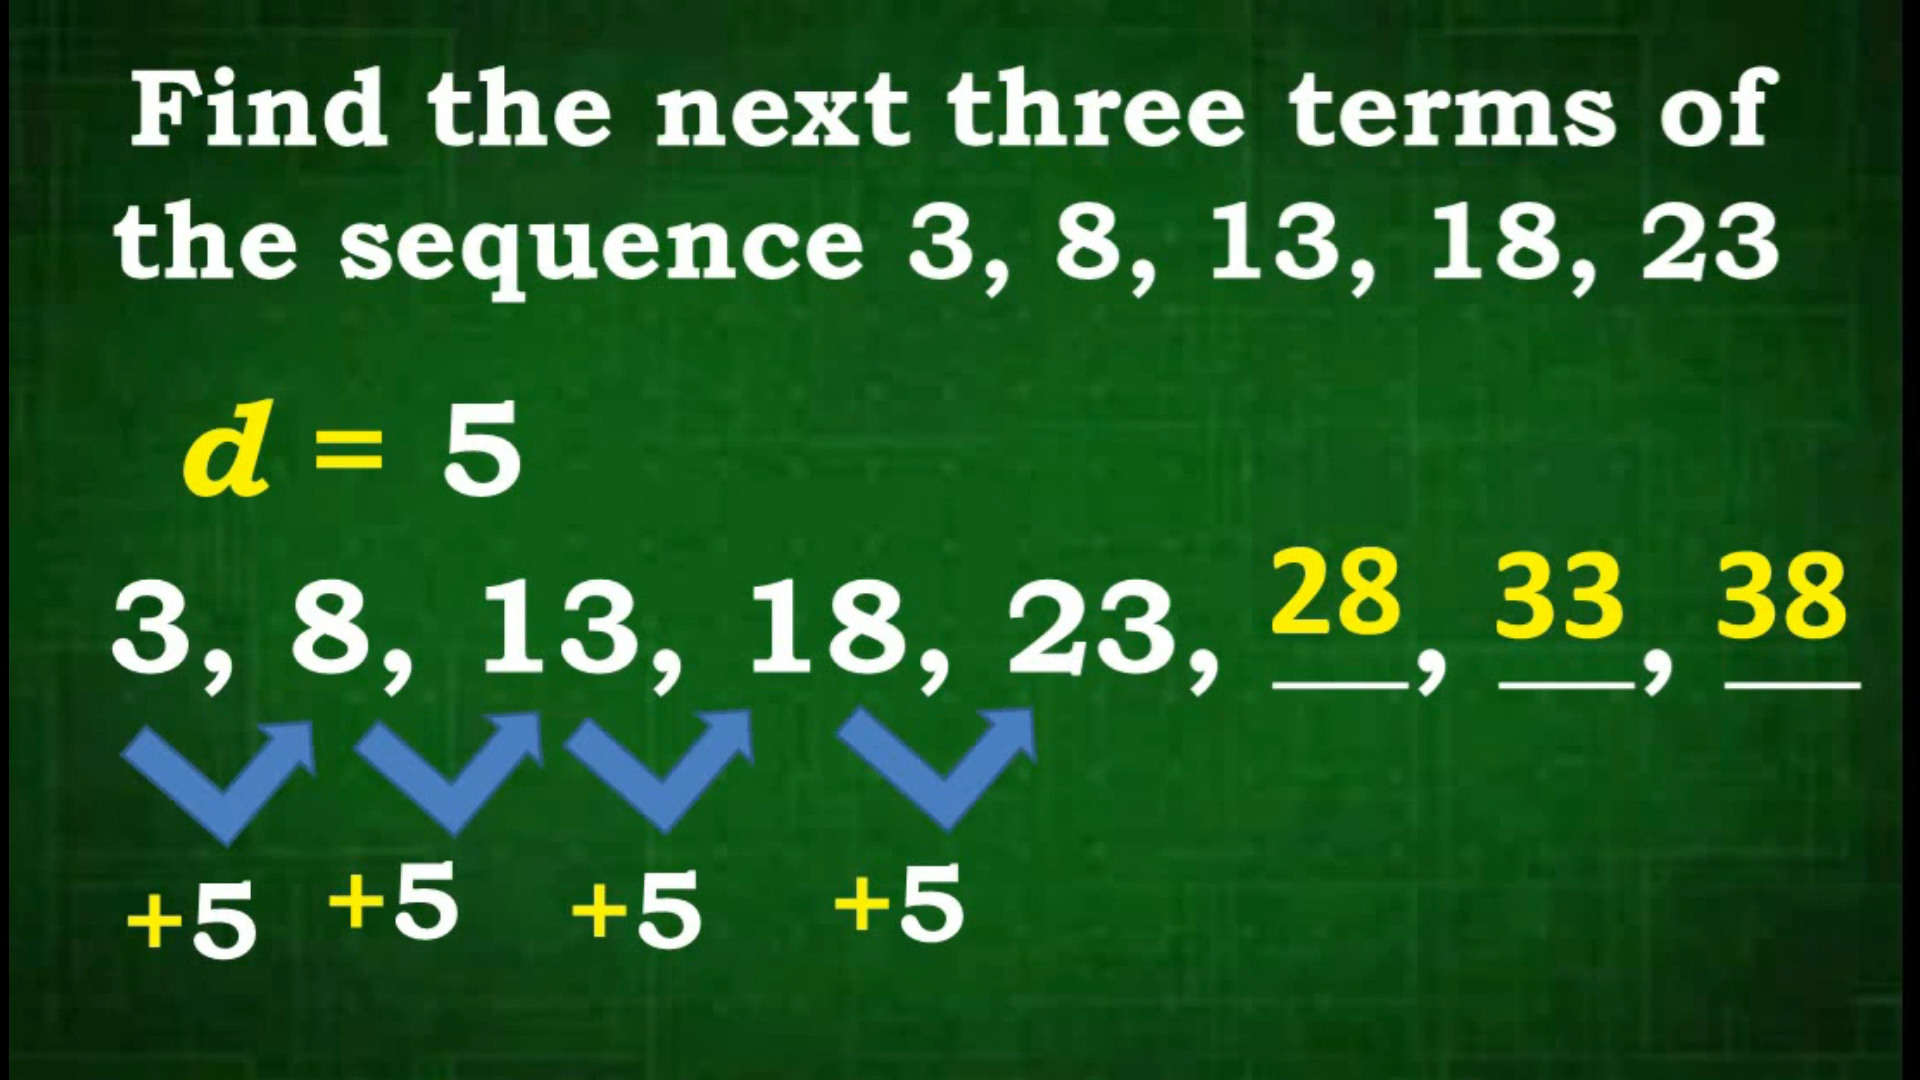 Find the next three terms of
the sequence 3, 8, 13, 18, 23
d = 5
3, 8, 13, 18, 23, 28, 33, 38
+5 +5 +5 +5